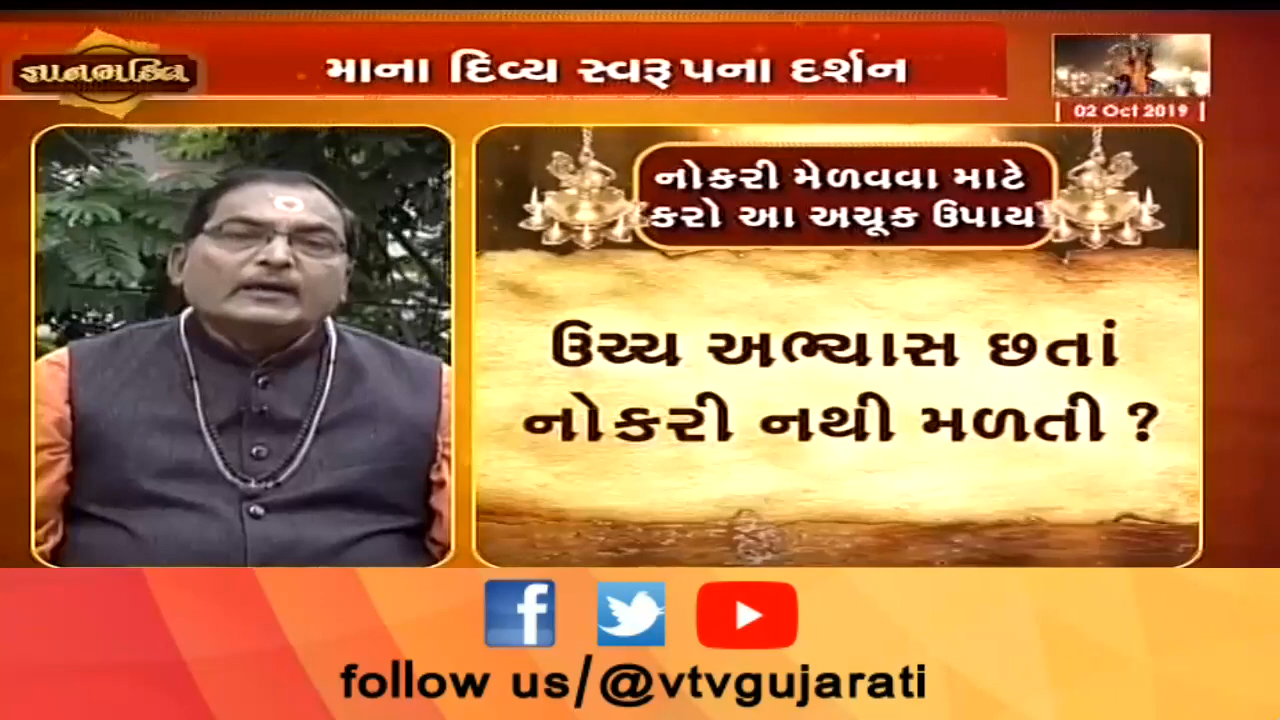 જ્ઞાનભક્તિ
માના દિવ્ય સ્વરૂપના દર્શન
02 Oct 2019
નોકરી મેળવવા માટે
કરો આ અચૂક ઉપાય
ઉચ્ચ અભ્યાસ છતાં
નોકરી નથી મળતી ?
follow us/@vtvgujarati